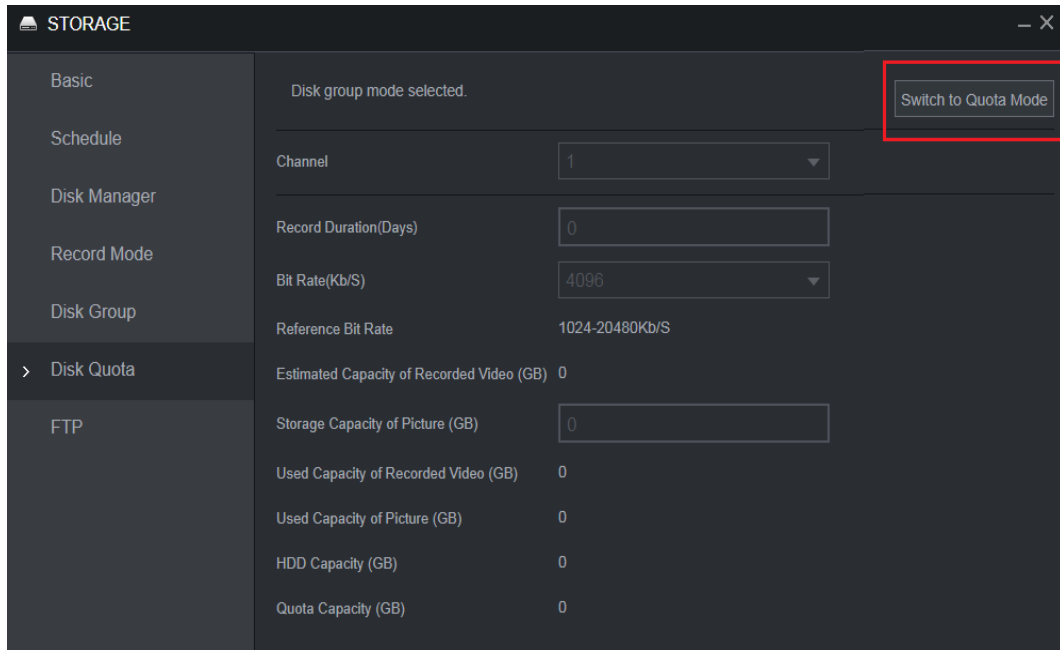 STORAGE
Basic
Schedule
Disk Manager
Record Mode
Disk Group
Disk Quota
FTP
Disk group mode selected.
Switch to Quota Mode
Channel 1
Record Duration(Days) 0
Bit Rate(Kb/S) 4096
Reference Bit Rate 1024-20480Kb/S
Estimated Capacity of Recorded Video (GB) 0
Storage Capacity of Picture (GB) 0
Used Capacity of Recorded Video (GB) 0
Used Capacity of Picture (GB) 0
HDD Capacity (GB) 0
Quota Capacity (GB) 0